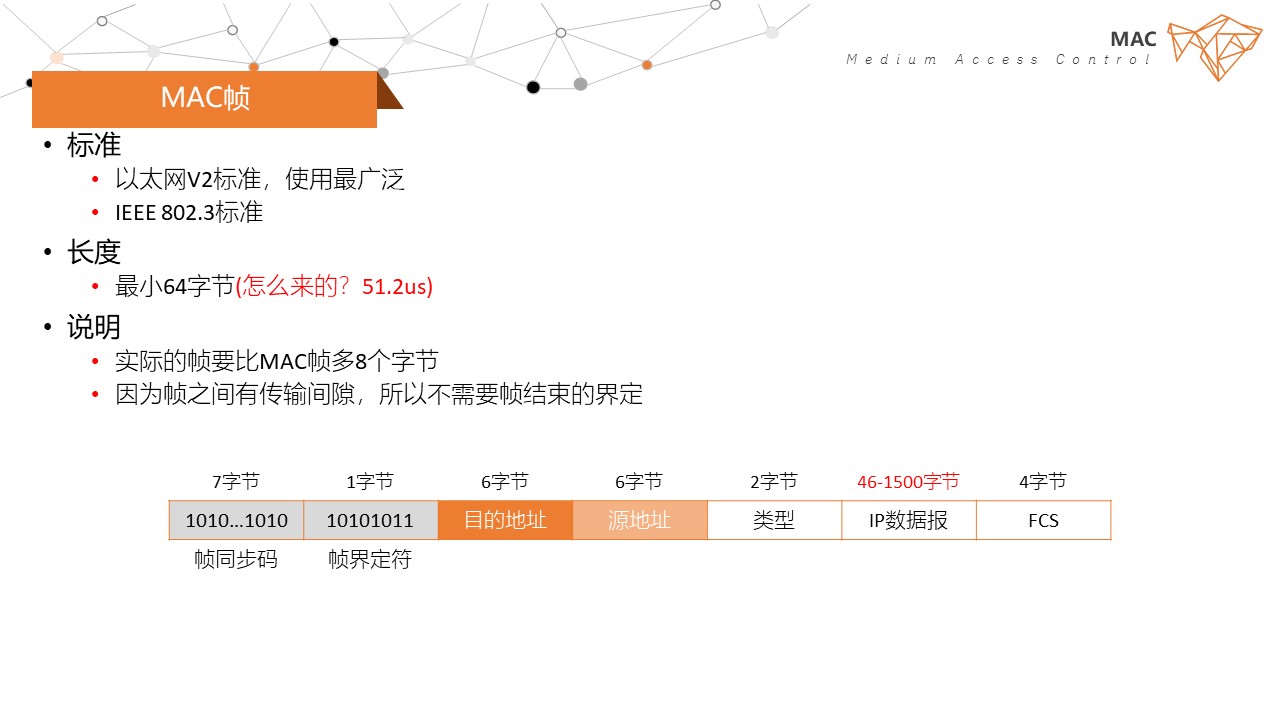 MAC
Medium Access Control
MAC帧
• 标准
• 以太网V2标准，使用最广泛
• IEEE 802.3标准
• 长度
• 最小64字节(怎么来的？51.2us)
• 说明
• 实际的帧要比MAC帧多8个字节
• 因为帧之间有传输间隙，所以不需要帧结束的界定
7字节 1字节 6字节 6字节 2字节 46-1500字节 4字节
1010…1010 10101011 目的地址 源地址 类型 IP数据报 FCS
帧同步码 帧界定符